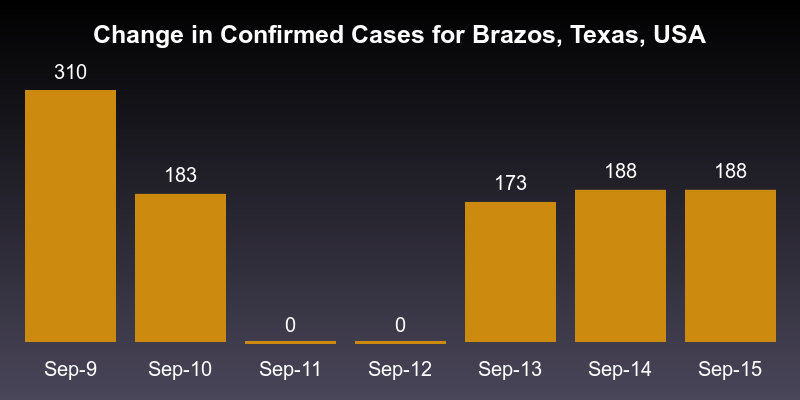 Change in Confirmed Cases for Brazos, Texas, USA
310
183
0
0
173
188
188
Sep-9
Sep-10
Sep-11
Sep-12
Sep-13
Sep-14
Sep-15